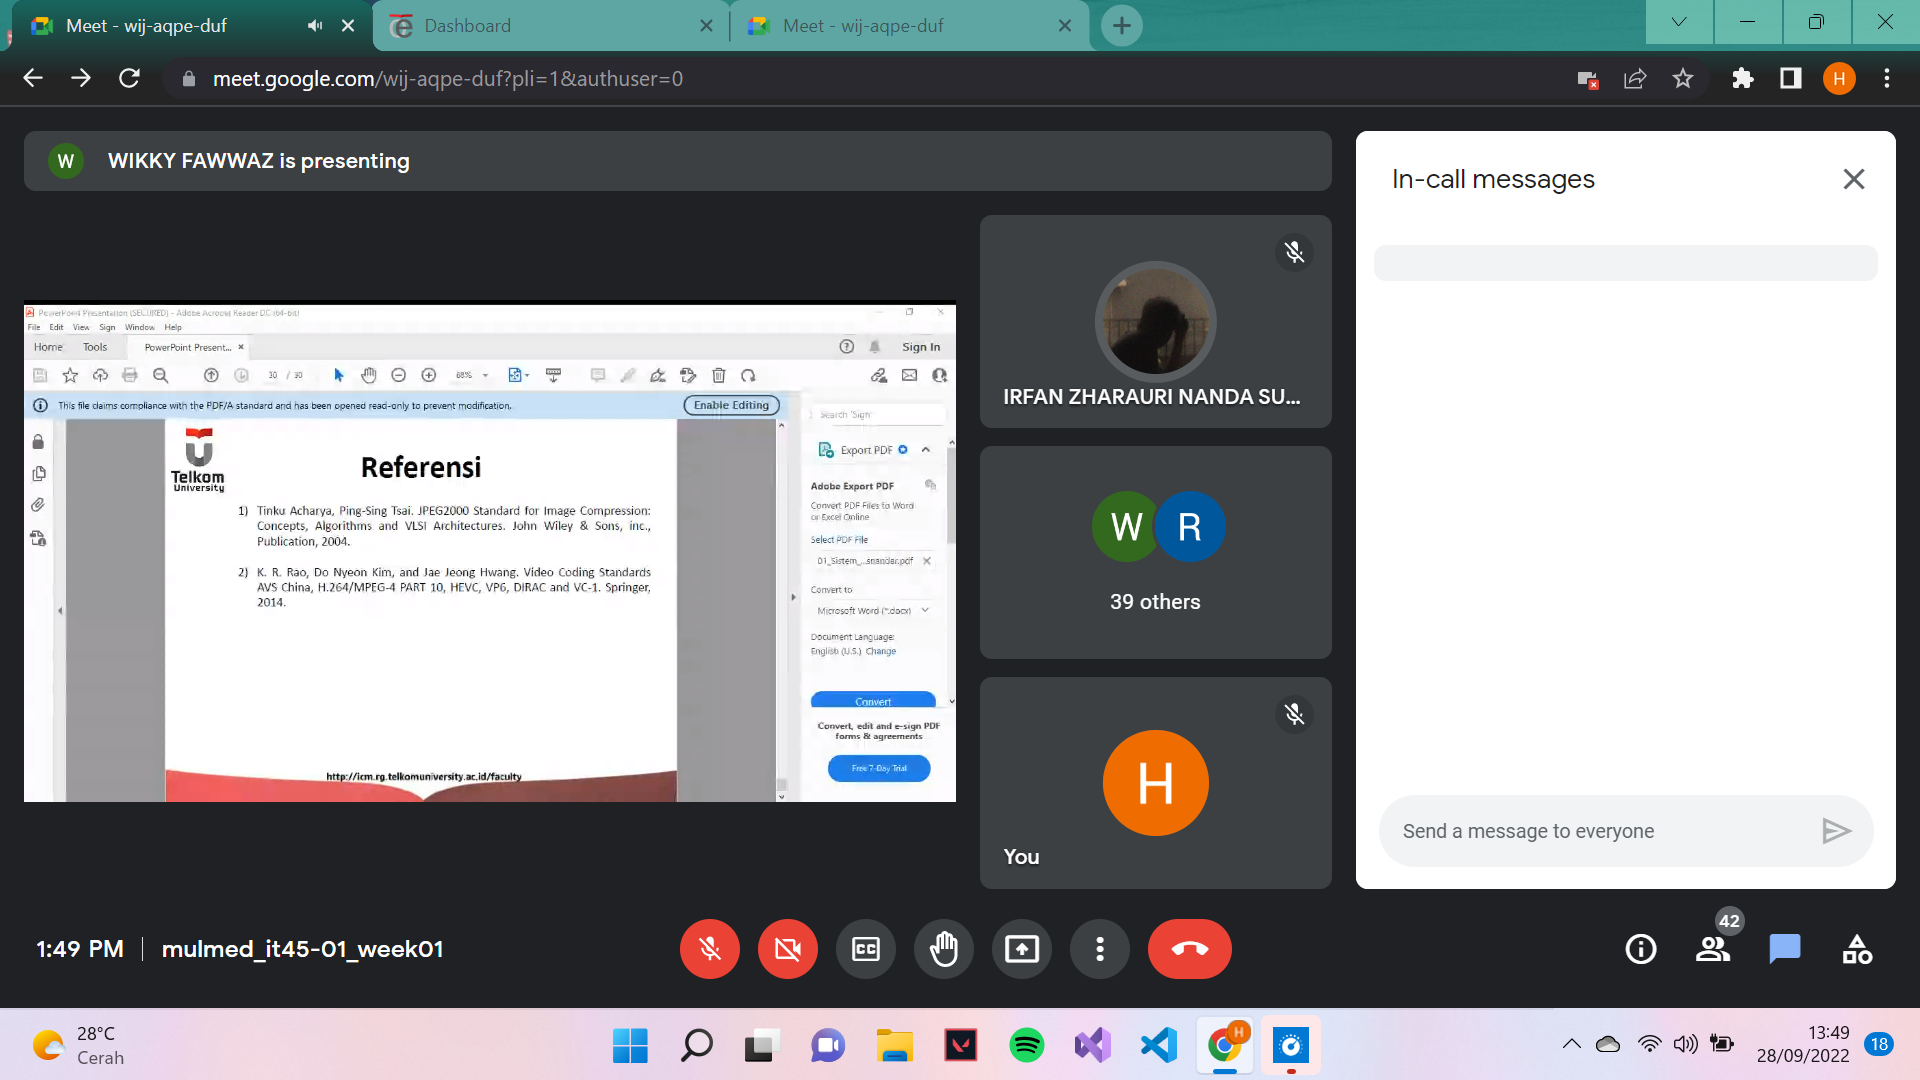 Meet - wij-aqpe-duf
Dashboard
Meet - wij-aqpe-duf
meet.google.com/wij-aqpe-duf?pli=1&authuser=0
H
W
WIKKY FAWWAZ is presenting
In-call messages
PowerPoint Presentation (SECURED) - Adobe Acrobat Reader DC (64-bit)
File Edit View Sign Window Help
Home Tools PowerPoint Present... ×
Sign In
30 / 30
68%
This file claims compliance with the PDF/A standard and has been opened read-only to prevent modification.
Enable Editing
Search 'Sign'
Telkom
University
Referensi
1) Tinku Acharya, Ping-Sing Tsai. JPEG2000 Standard for Image Compression:
Concepts, Algorithms and VLSI Architectures. John Wiley & Sons, inc.,
Publication, 2004.
2) K. R. Rao, Do Nyeon Kim, and Jae Jeong Hwang. Video Coding Standards
AVS China, H.264/MPEG-4 PART 10, HEVC, VP6, DIRAC and VC-1. Springer,
2014.
http://icm.rg.telkomuniversity.ac.id/faculty
Export PDF
Adobe Export PDF
Convert PDF Files to Word
or Excel Online
Select PDF File
01_Sistem_...snander.pdf
Convert to
Microsoft Word (*.docx)
Document Language:
English (U.S.) Change
Convert
Convert, edit and e-sign PDF
forms & agreements
Free 7-Day Trial
IRFAN ZHARAURI NANDA SU...
W R
39 others
H
You
Send a message to everyone
1:49 PM
mulmed_it45-01_week01
CC
42
28°C
Cerah
H
13:49
28/09/2022
18